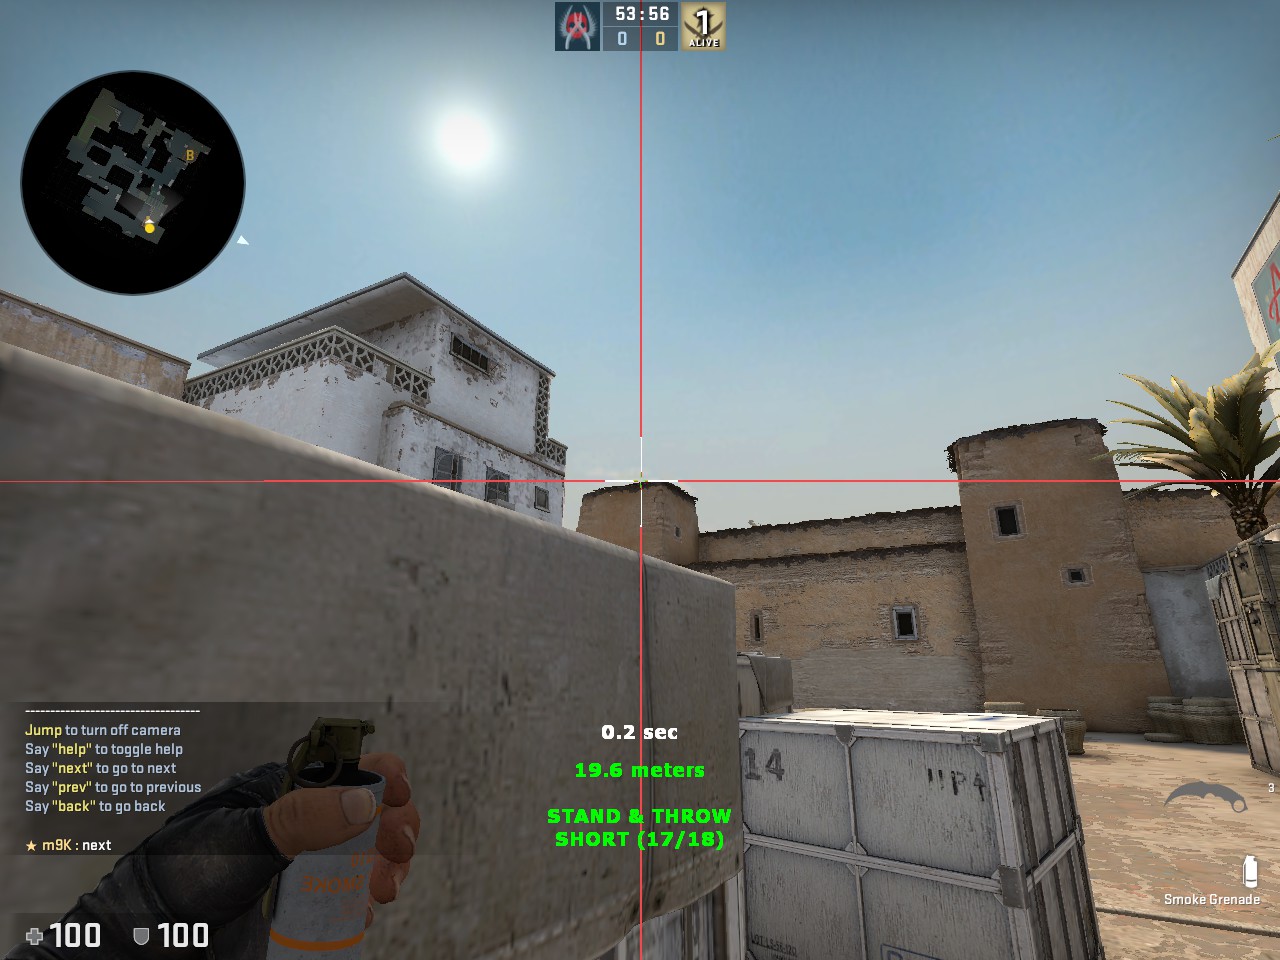 53:56
0 0
1
ALIVE
B
-----------------------------------
Jump to turn off camera
Say "help" to toggle help
Say "next" to go to next
Say "prev" to go to previous
Say "back" to go back
★ m9K : next
0.2 sec
19.6 meters
STAND & THROW
SHORT (17/18)
14
3
Smoke Grenade
100 100